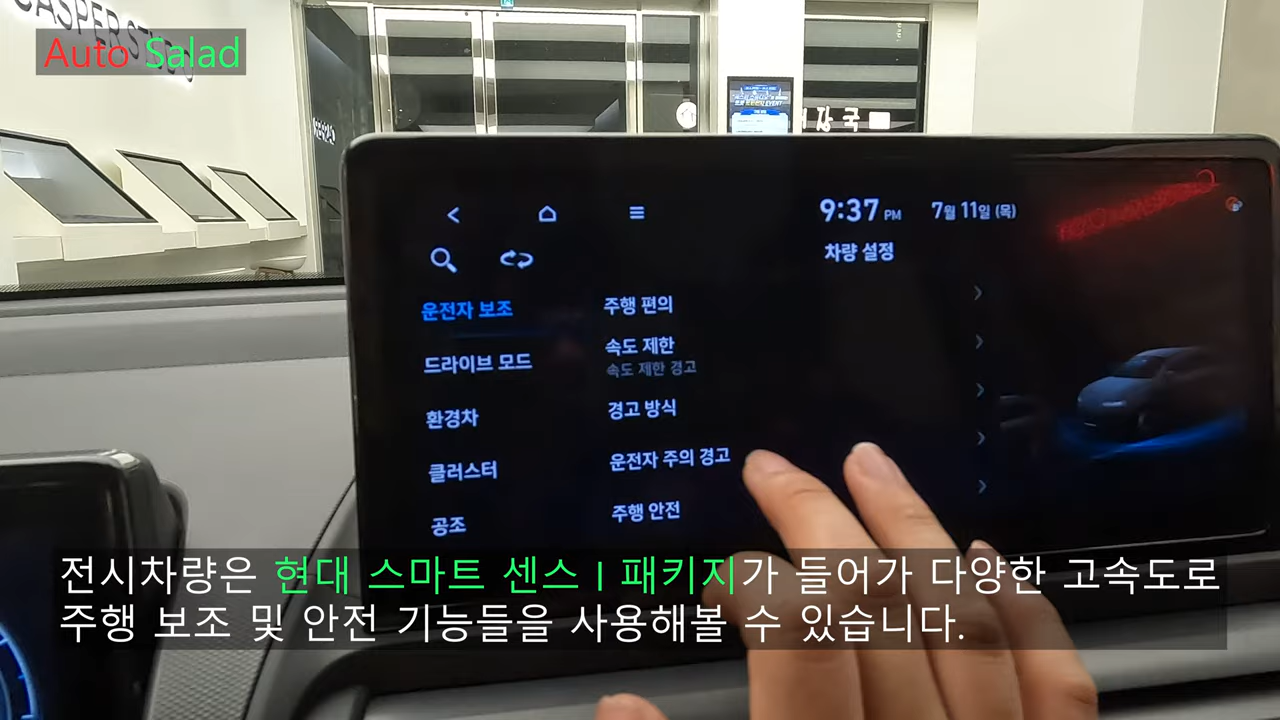 CASPER STUDIO
Auto Salad
9:37 PM 7월 11일 (목)
차량 설정
운전자 보조
드라이브 모드
환경차
클러스터
공조
주행 편의
속도 제한
속도 제한 경고
경고 방식
운전자 주의 경고
주행 안전
전시차량은 현대 스마트 센스 I 패키지가 들어가 다양한 고속도로
주행 보조 및 안전 기능들을 사용해볼 수 있습니다.